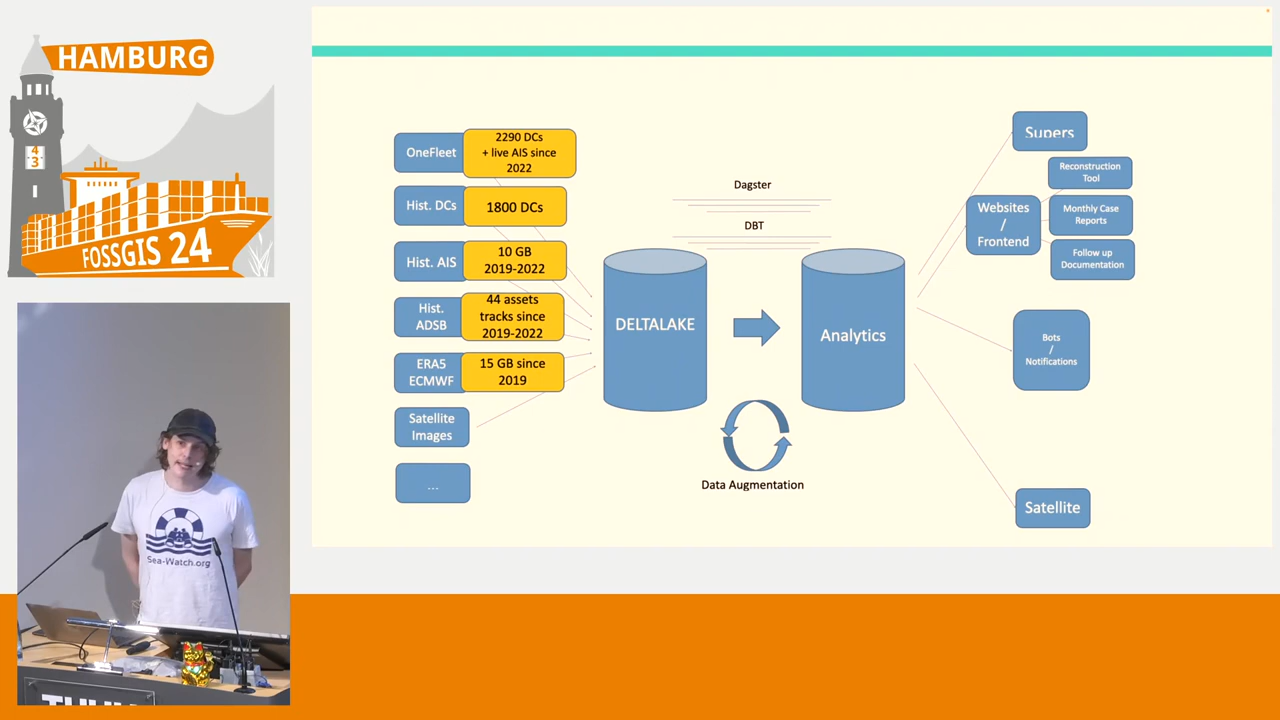 HAMBURG
4
3
FOSSGIS 24
OneFleet
2290 DCs
+ live AIS since
2022
Hist. DCs
1800 DCs
Hist. AIS
10 GB
2019-2022
Hist.
ADSB
44 assets
tracks since
2019-2022
ERA5
ECMWF
15 GB since
2019
Satellite
Images
...
Dagster
DBT
DELTALAKE
Analytics
Data Augmentation
Supers
Websites
/
Frontend
Reconstruction
Tool
Monthly Case
Reports
Follow up
Documentation
Bots
/
Notifications
Satellite
Sea-Watch.org